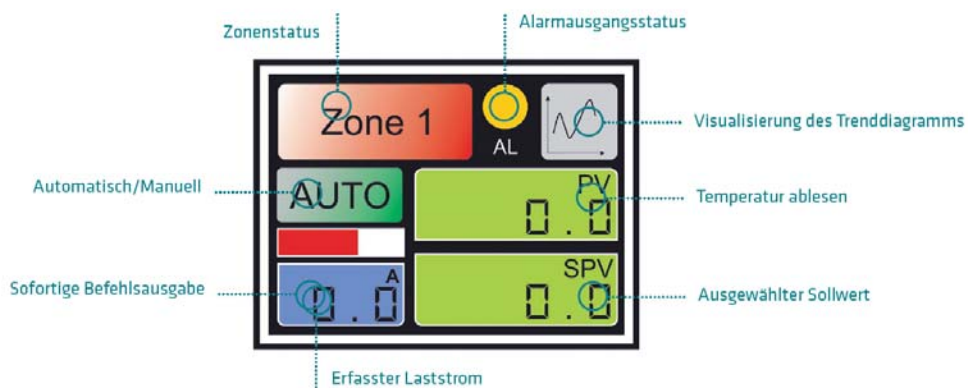 Alarmausgangsstatus
Zonenstatus
Zone 1
AL
Visualisierung des Trenddiagramms
Automatisch/Manuell
AUTO
PV
0.0
Temperatur ablesen
Sofortige Befehlsausgabe
A
0.0
SPV
0.0
Ausgewählter Sollwert
Erfasster Laststrom